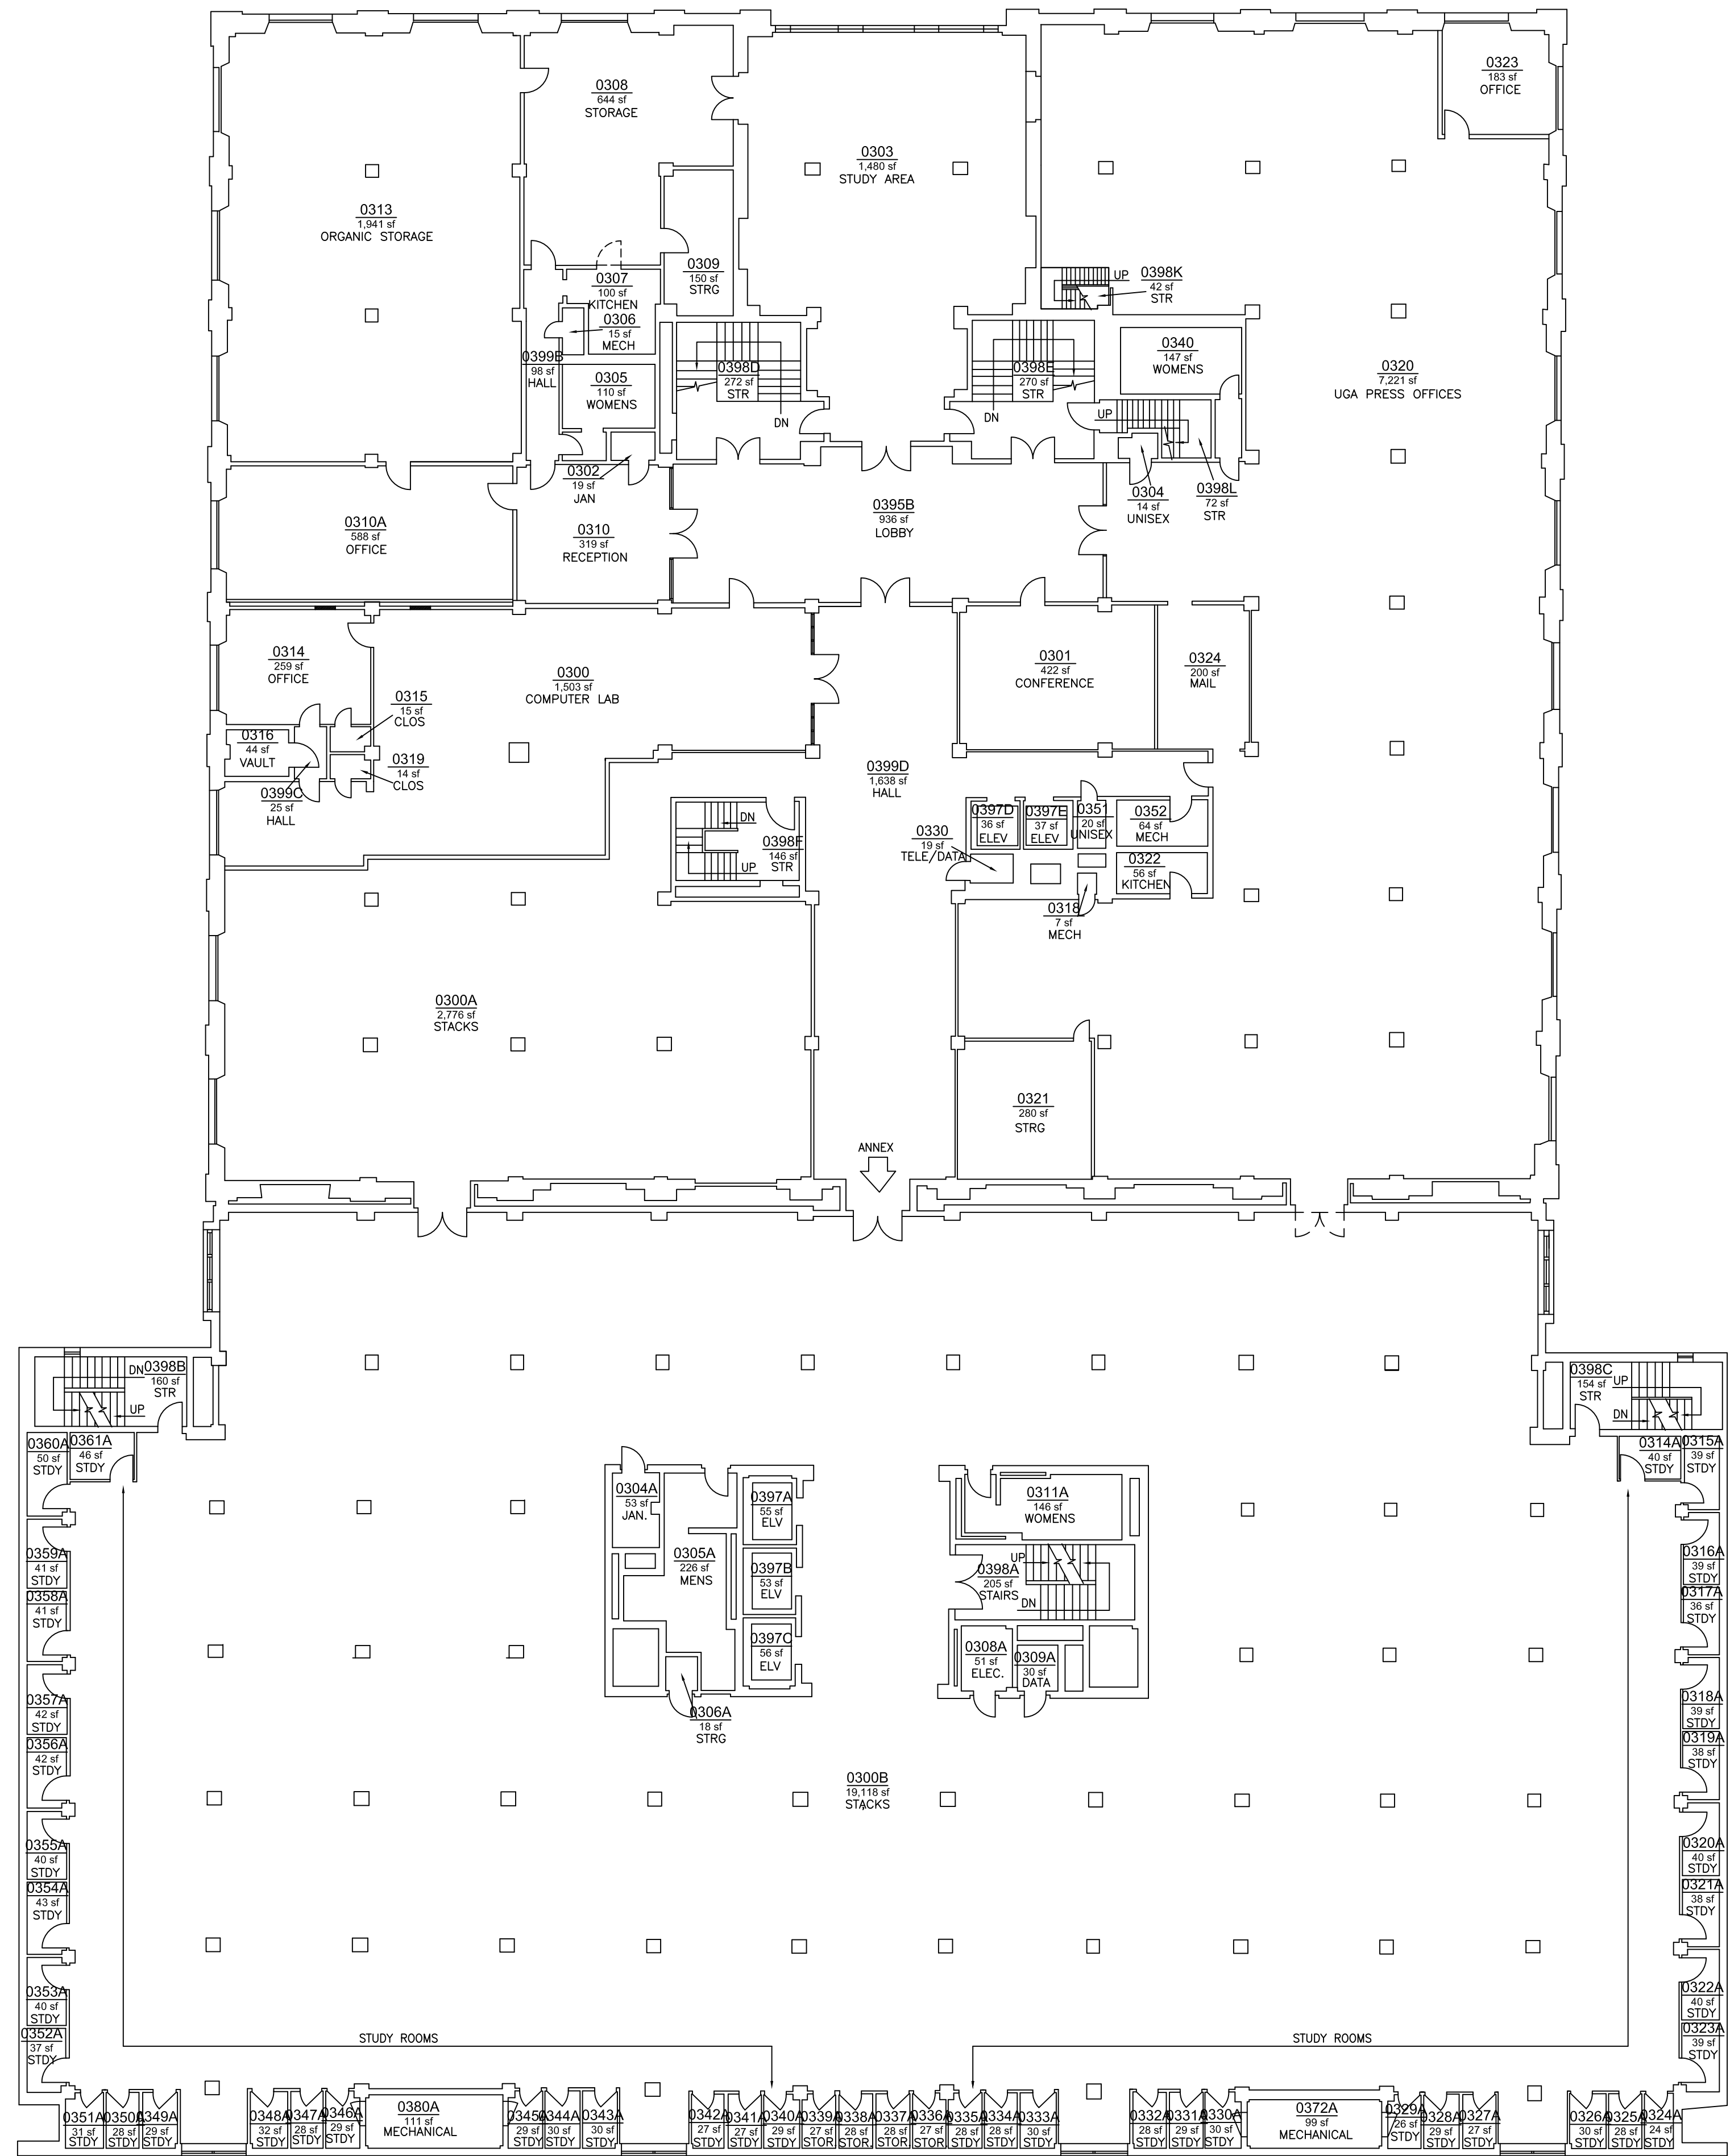 0323
183 sf
OFFICE
0308
644 sf
STORAGE
0303
1,480 sf
STUDY AREA
0313
1,941 sf
ORGANIC STORAGE
0309
150 sf
STRG
0307
100 sf
KITCHEN
0306
15 sf
MECH
UP
0398K
42 sf
STR
0399B
98 sf
HALL
0305
110 sf
WOMENS
0398D
272 sf
STR
DN
0398E
270 sf
STR
DN
0340
147 sf
WOMENS
0320
7,221 sf
UGA PRESS OFFICES
UP
0302
19 sf
JAN
0304
14 sf
UNISEX
0398L
72 sf
STR
0310A
588 sf
OFFICE
0310
319 sf
RECEPTION
0395B
936 sf
LOBBY
0314
259 sf
OFFICE
0300
1,503 sf
COMPUTER LAB
0301
422 sf
CONFERENCE
0324
200 sf
MAIL
0315
15 sf
CLOS
0316
44 sf
VAULT
0319
14 sf
CLOS
0399C
25 sf
HALL
0399D
1,638 sf
HALL
DN
0398F
146 sf
STR
UP
0330
19 sf
TELE/DATA
0397D
36 sf
ELEV
0397E
37 sf
ELEV
0351
20 sf
UNISEX
0352
64 sf
MECH
0322
56 sf
KITCHEN
0318
7 sf
MECH
0300A
2,776 sf
STACKS
0321
280 sf
STRG
ANNEX
DN
0398B
160 sf
STR
UP
0398C
154 sf
STR
UP
DN
0360A
50 sf
STDY
0361A
46 sf
STDY
0314A
40 sf
STDY
0315A
39 sf
STDY
0304A
53 sf
JAN.
0305A
226 sf
MENS
0397A
55 sf
ELV
0397B
53 sf
ELV
0397C
56 sf
ELV
0306A
18 sf
STRG
0311A
146 sf
WOMENS
UP
0398A
205 sf
STAIRS
DN
0308A
51 sf
ELEC.
0309A
30 sf
DATA
0359A
41 sf
STDY
0358A
41 sf
STDY
0316A
39 sf
STDY
0317A
36 sf
STDY
0357A
42 sf
STDY
0356A
42 sf
STDY
0318A
39 sf
STDY
0319A
38 sf
STDY
0300B
19,118 sf
STACKS
0355A
40 sf
STDY
0354A
43 sf
STDY
0320A
40 sf
STDY
0321A
38 sf
STDY
0353A
40 sf
STDY
0352A
37 sf
STDY
0322A
40 sf
STDY
0323A
39 sf
STDY
STUDY ROOMS
STUDY ROOMS
0351A
31 sf
STDY
0350A
28 sf
STDY
0349A
29 sf
STDY
0348A
32 sf
STDY
0347A
28 sf
STDY
0346A
29 sf
STDY
0380A
111 sf
MECHANICAL
0345A
29 sf
STDY
0344A
30 sf
STDY
0343A
30 sf
STDY
0342A
27 sf
STDY
0341A
27 sf
STDY
0340A
29 sf
STDY
0339A
27 sf
STOR
0338A
28 sf
STOR
0337A
28 sf
STOR
0336A
27 sf
STOR
0335A
28 sf
STDY
0334A
28 sf
STDY
0333A
30 sf
STDY
0332A
28 sf
STDY
0331A
29 sf
STDY
0330A
30 sf
STDY
0372A
99 sf
MECHANICAL
0329A
26 sf
STDY
0328A
29 sf
STDY
0327A
27 sf
STDY
0326A
30 sf
STDY
0325A
28 sf
STDY
0324A
24 sf
STDY